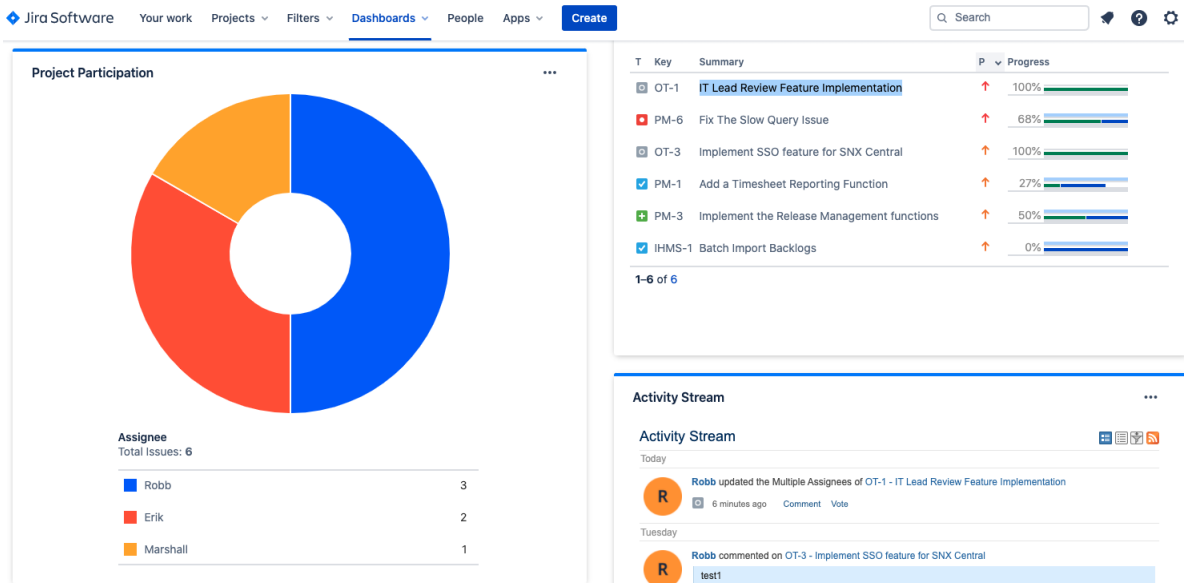 Jira Software Your work Projects Filters Dashboards People Apps Create Search
Project Participation
Assignee
Total Issues: 6
Robb 3
Erik 2
Marshall 1
T Key Summary P Progress
OT-1 IT Lead Review Feature Implementation 100%
PM-6 Fix The Slow Query Issue 68%
OT-3 Implement SSO feature for SNX Central 100%
PM-1 Add a Timesheet Reporting Function 27%
PM-3 Implement the Release Management functions 50%
IHMS-1 Batch Import Backlogs 0%
1–6 of 6
Activity Stream
Activity Stream
Today
R
Robb updated the Multiple Assignees of OT-1 - IT Lead Review Feature Implementation
6 minutes ago Comment Vote
Tuesday
R
Robb commented on OT-3 - Implement SSO feature for SNX Central
test1